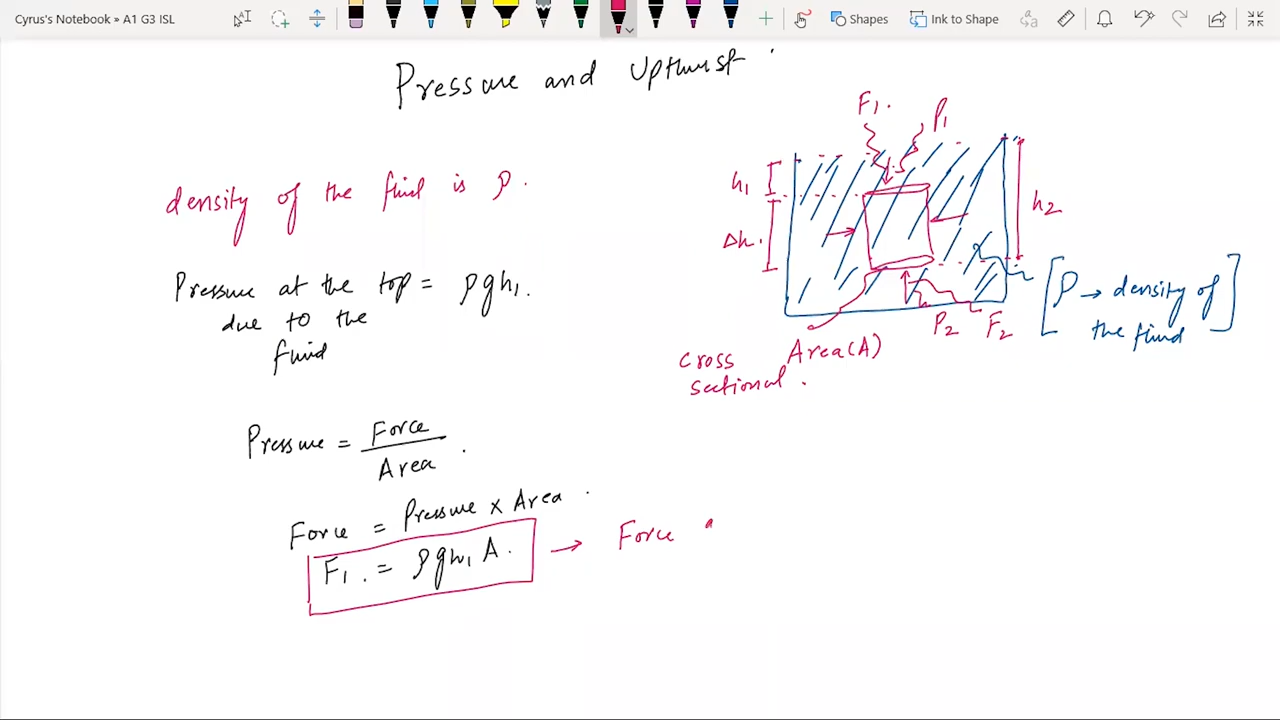 Cyrus's Notebook » A1 G3 ISL
Shapes
Ink to Shape
Pressure and Upthrust
density of the fluid is ρ.
Pressure at the top = ρgh₁.
due to the
fluid
Pressure = Force / Area.
Force = Pressure × Area.
F₁. = ρgh₁ A. → Force
F₁.
P₁
h₁
Δh.
h₂
P₂
F₂
Cross Area(A)
sectional.
[ρ → density of
the fluid]